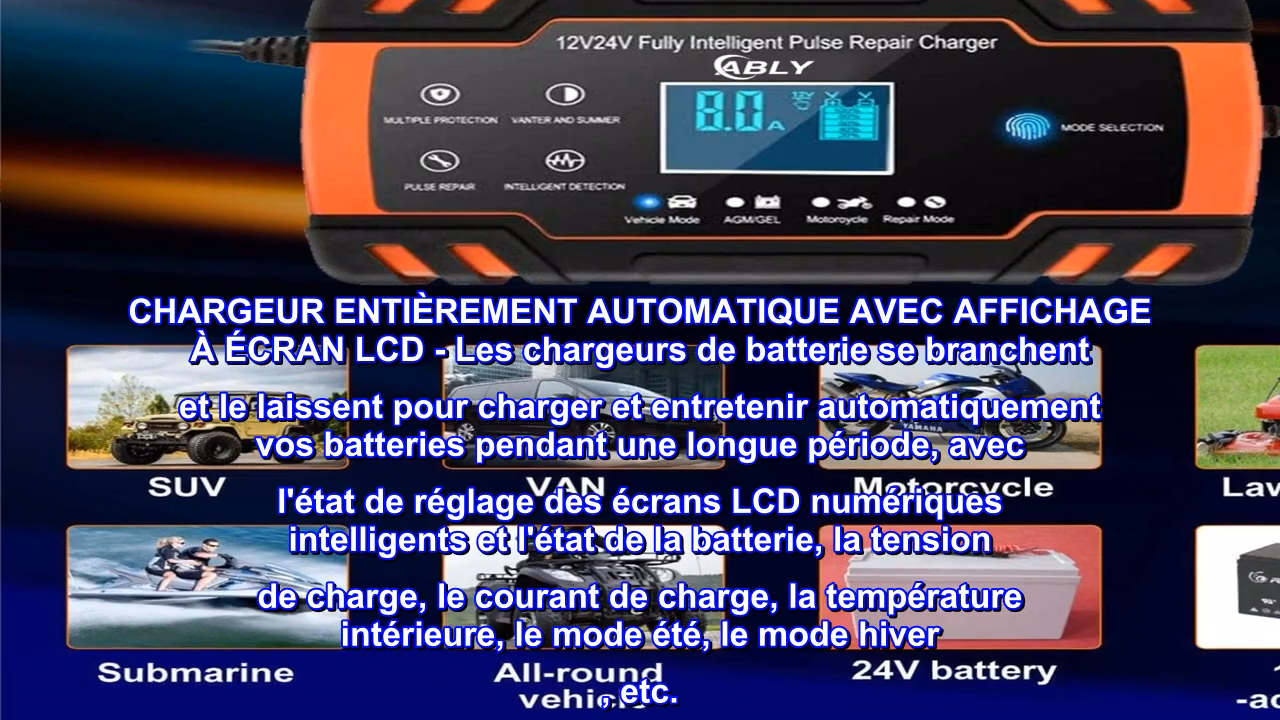 12V24V Fully Intelligent Pulse Repair Charger
ABLY
8.0A
12V
MULTIPLE PROTECTION
VANTER AND SUMMER
MODE SELECTION
PULSE REPAIR
INTELLIGENT DETECTION
Vehicle Mode
AGM/GEL
Motorcycle
Repair Mode
CHARGEUR ENTIÈREMENT AUTOMATIQUE AVEC AFFICHAGE
À ÉCRAN LCD - Les chargeurs de batterie se branchent
et le laissent pour charger et entretenir automatiquement
vos batteries pendant une longue période, avec
YAMAHA
SUV
VAN
Motorcycle
Law
l'état de réglage des écrans LCD numériques
intelligents et l'état de la batterie, la tension
de charge, le courant de charge, la température
intérieure, le mode été, le mode hiver
Submarine
All-round
vehicle
24V battery
, etc.